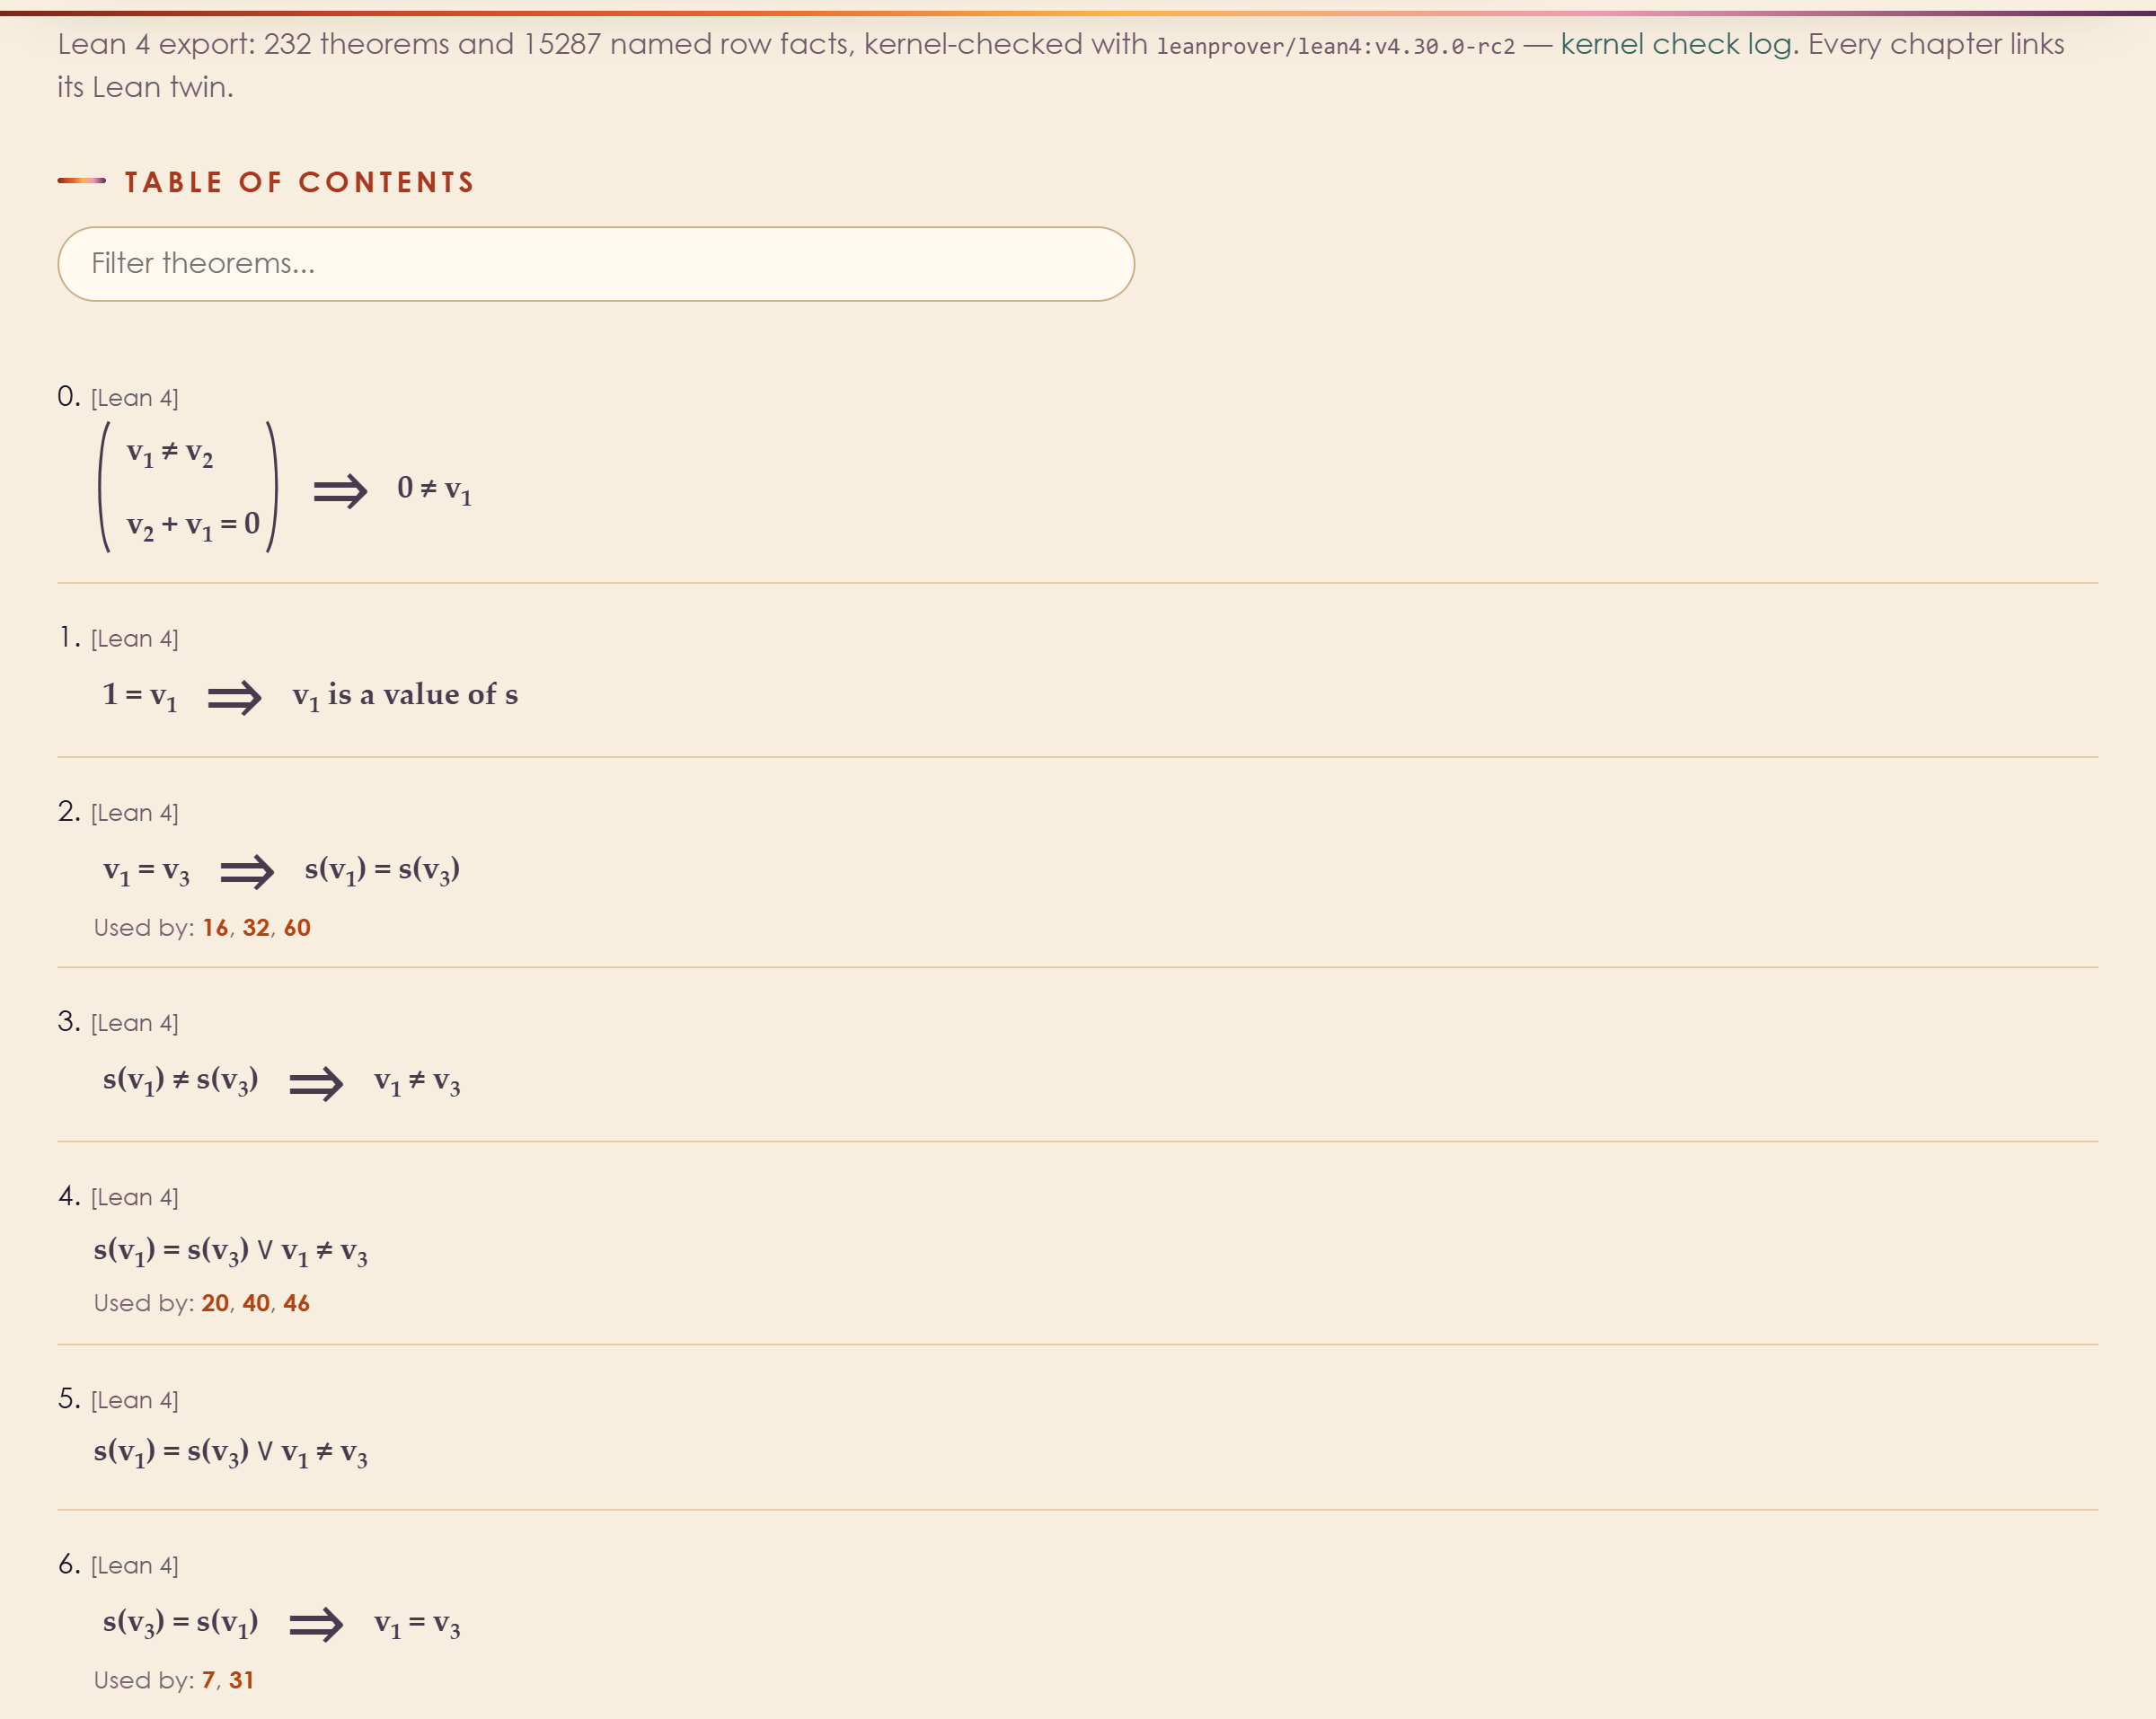 Lean 4 export: 232 theorems and 15287 named row facts, kernel-checked with leanprover/lean4:v4.30.0-rc2 — kernel check log. Every chapter links
its Lean twin.
TABLE OF CONTENTS
Filter theorems...
0. [Lean 4]
v₁ ≠ v₂
v₂ + v₁ = 0
⇒ 0 ≠ v₁
1. [Lean 4]
1 = v₁ ⇒ v₁ is a value of s
2. [Lean 4]
v₁ = v₃ ⇒ s(v₁) = s(v₃)
Used by: 16, 32, 60
3. [Lean 4]
s(v₁) ≠ s(v₃) ⇒ v₁ ≠ v₃
4. [Lean 4]
s(v₁) = s(v₃) ∨ v₁ ≠ v₃
Used by: 20, 40, 46
5. [Lean 4]
s(v₁) = s(v₃) ∨ v₁ ≠ v₃
6. [Lean 4]
s(v₃) = s(v₁) ⇒ v₁ = v₃
Used by: 7, 31